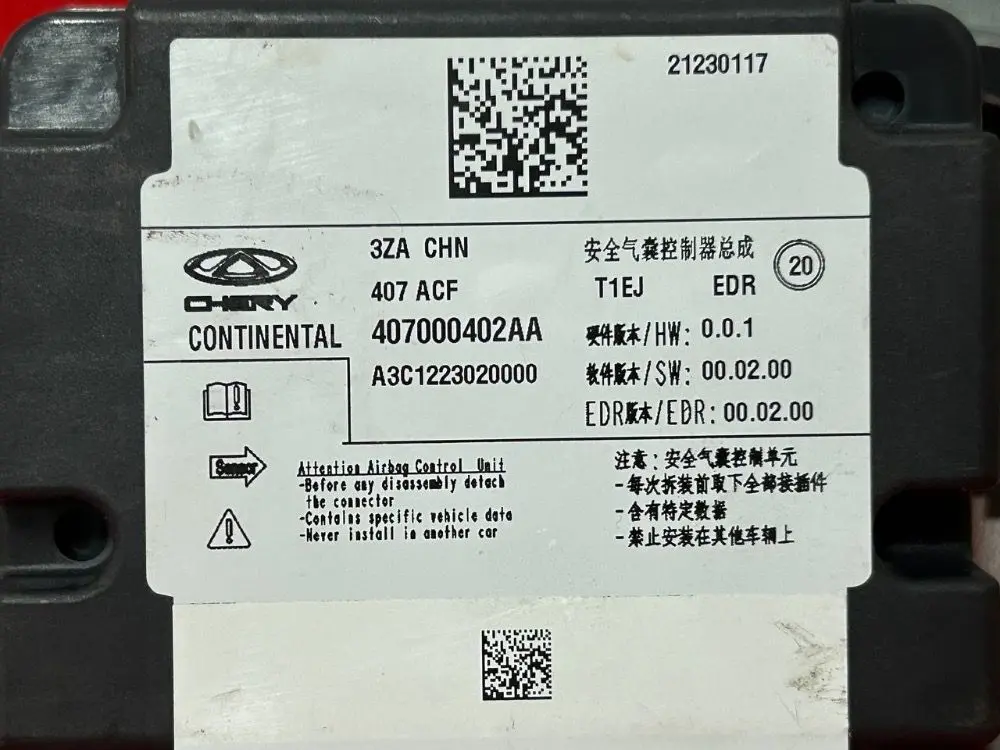 21230117
CHERY
3ZA CHN
安全气囊控制器总成
20
407 ACF
T1EJ EDR
CONTINENTAL
407000402AA
硬件版本/HW: 0.0.1
A3C1223020000
软件版本/SW: 00.02.00
EDR版本/EDR: 00.02.00
Sensor
Attention Airbag Control Unit
-Before any disassembly detach
the connector
-Contains specific vehicle data
-Never install in another car
注意：安全气囊控制单元
-每次拆装前取下全部接插件
-含有特定数据
-禁止安装在其他车辆上